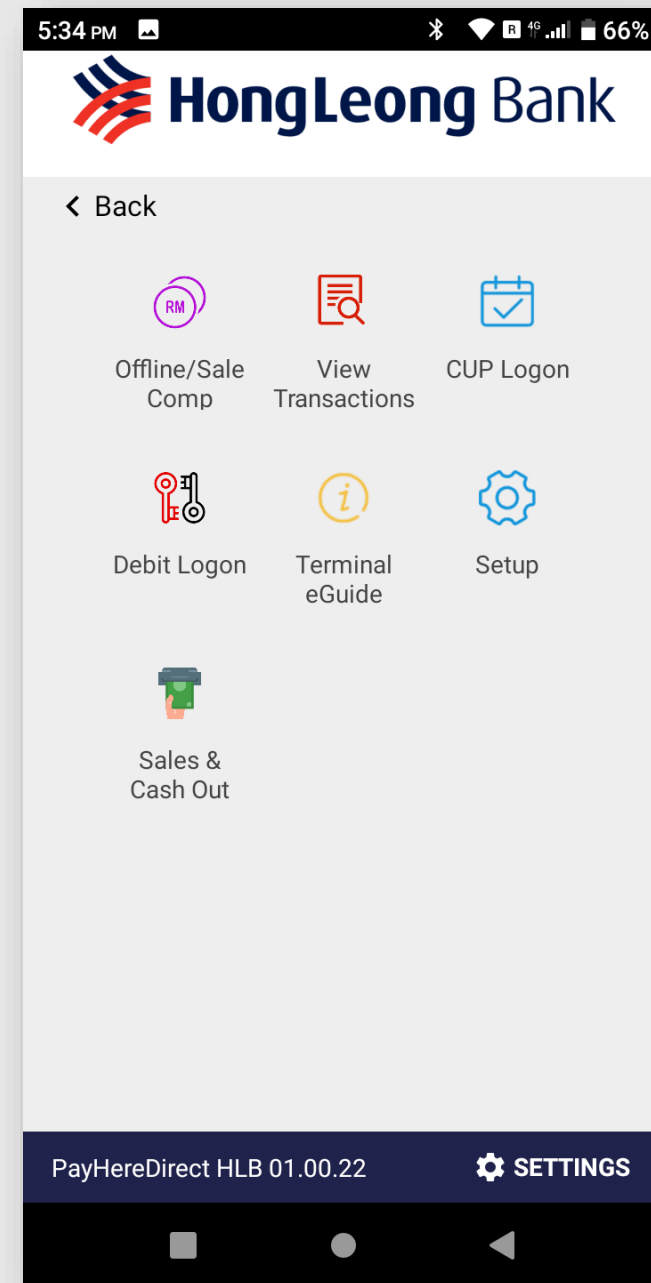 5:34 PM R 4G 66%
HongLeong Bank
Back
RM
Offline/Sale
Comp
View
Transactions
CUP Logon
Debit Logon
i
Terminal
eGuide
Setup
Sales &
Cash Out
PayHereDirect HLB 01.00.22
SETTINGS